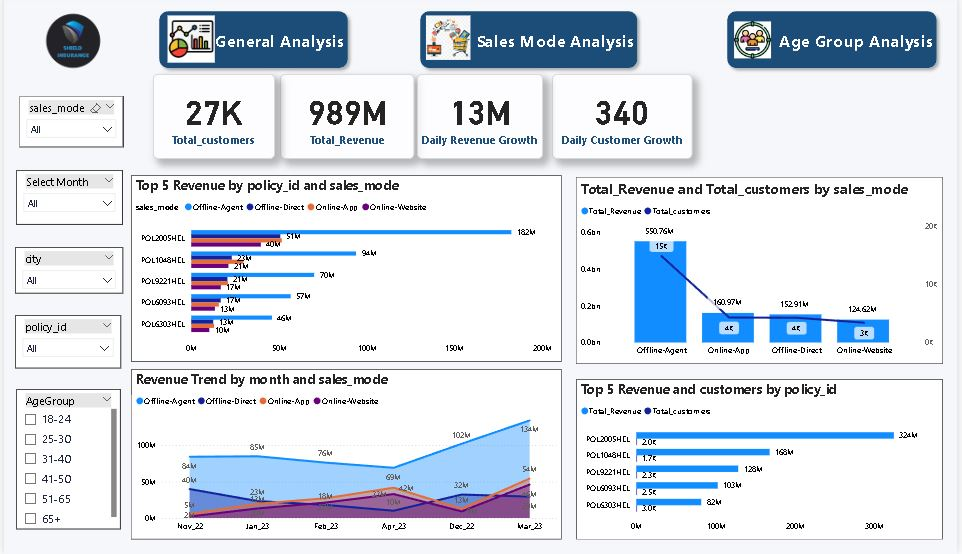 SHIELD
INSURANCE
General Analysis
Sales Mode Analysis
Age Group Analysis
27K
Total_customers
989M
Total_Revenue
13M
Daily Revenue Growth
340
Daily Customer Growth
sales_mode
All
Select Month
All
city
All
policy_id
All
AgeGroup
18-24
25-30
31-40
41-50
51-65
65+
Top 5 Revenue by policy_id and sales_mode
sales_mode Offline-Agent Offline-Direct Online-App Online-Website
POL2005HEL
182M
51M
40M
POL1048HEL
94M
23M
21M
POL9221HEL
70M
21M
17M
POL6093HEL
57M
17M
13M
POL6303HEL
46M
13M
10M
0M 50M 100M 150M 200M
Total_Revenue and Total_customers by sales_mode
Total_Revenue Total_customers
0.6bn
0.4bn
0.2bn
0.0bn
550.76M
15K
160.97M
4K
152.91M
4K
124.62M
3K
20K
10K
0K
Offline-Agent Online-App Offline-Direct Online-Website
Revenue Trend by month and sales_mode
Offline-Agent Offline-Direct Online-App Online-Website
100M
50M
0M
84M
85M
76M
69M
102M
134M
40M
23M
18M
42M
10M
32M
13M
54M
5M
2M
Nov_22 Jan_23 Feb_23 Apr_23 Dec_22 Mar_23
Top 5 Revenue and customers by policy_id
Total_Revenue Total_customers
POL2005HEL
324M
2.0K
POL1048HEL
168M
1.7K
POL9221HEL
128M
2.3K
POL6093HEL
103M
2.5K
POL6303HEL
82M
3.0K
0M 100M 200M 300M